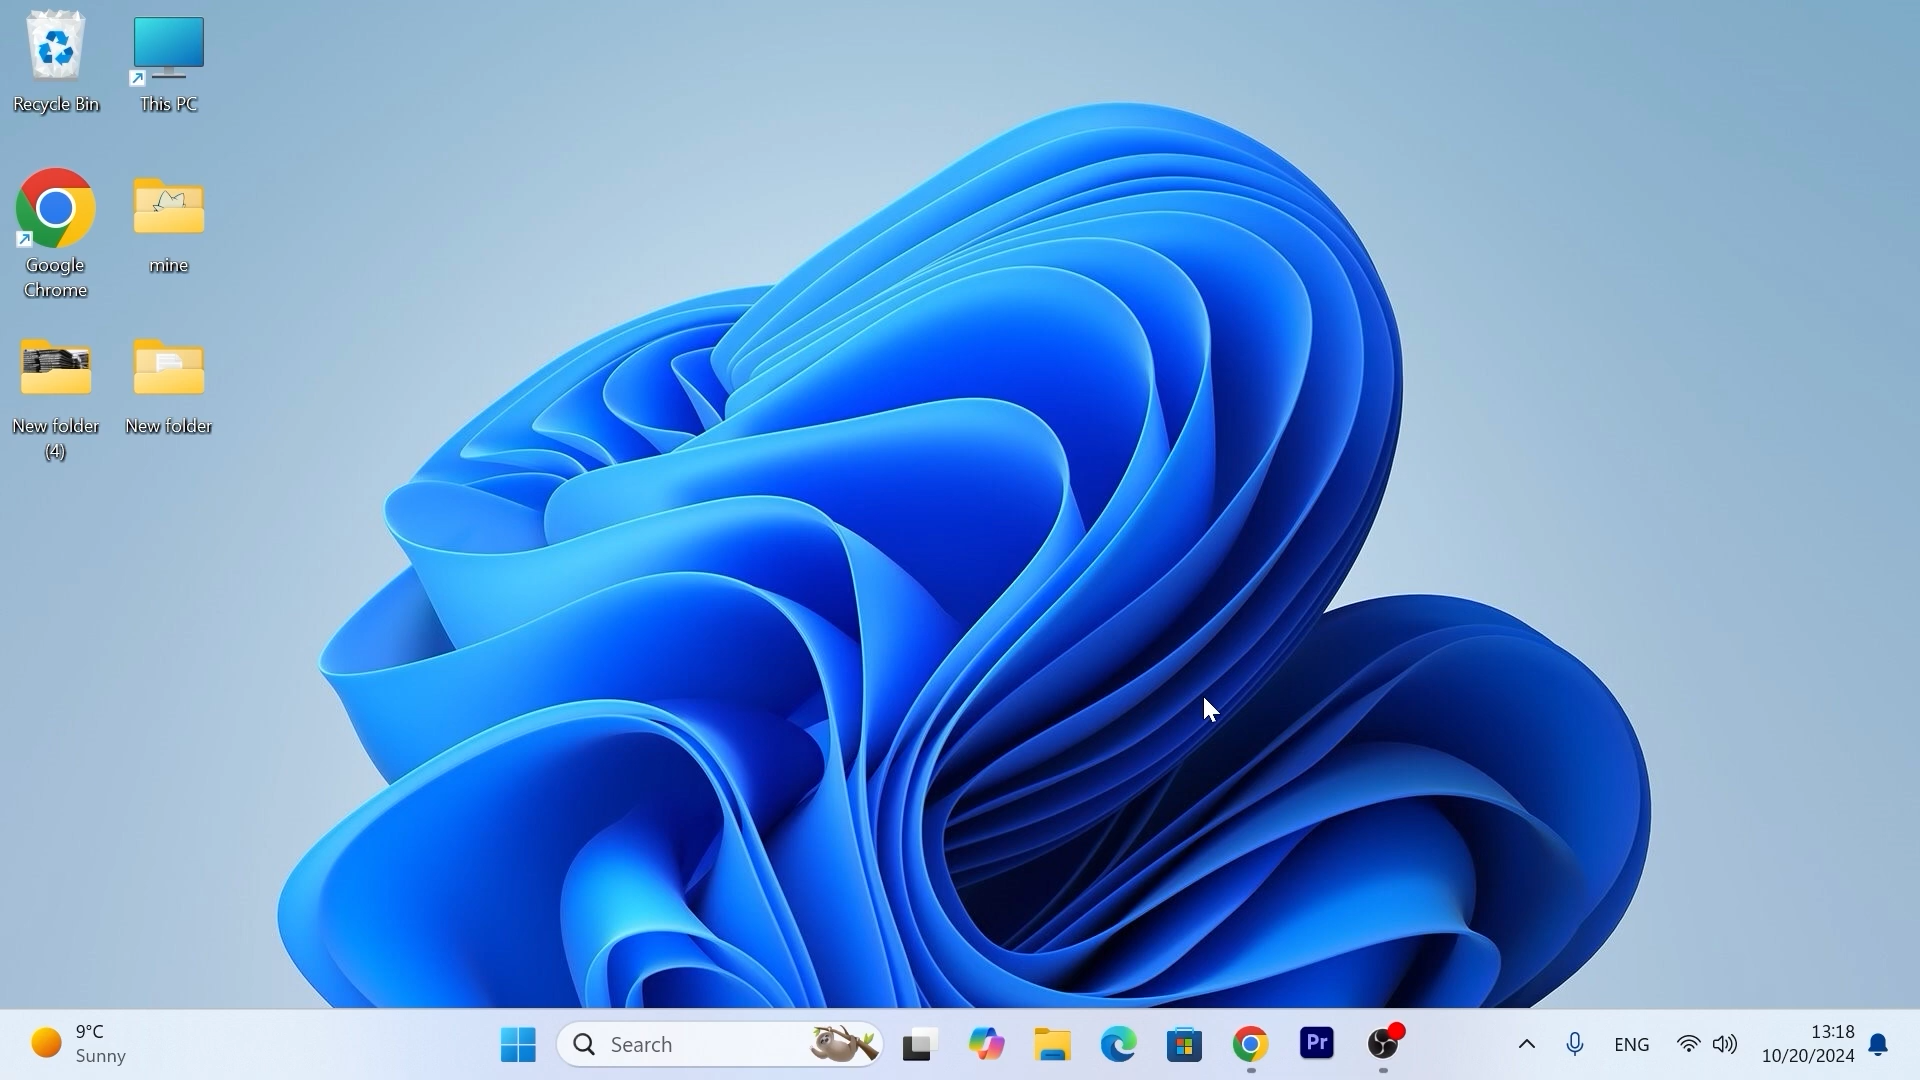 Recycle Bin
This PC
Google
Chrome
mine
New folder
(4)
New folder
9°C
Sunny
Search
Pr
ENG
13:18
10/20/2024